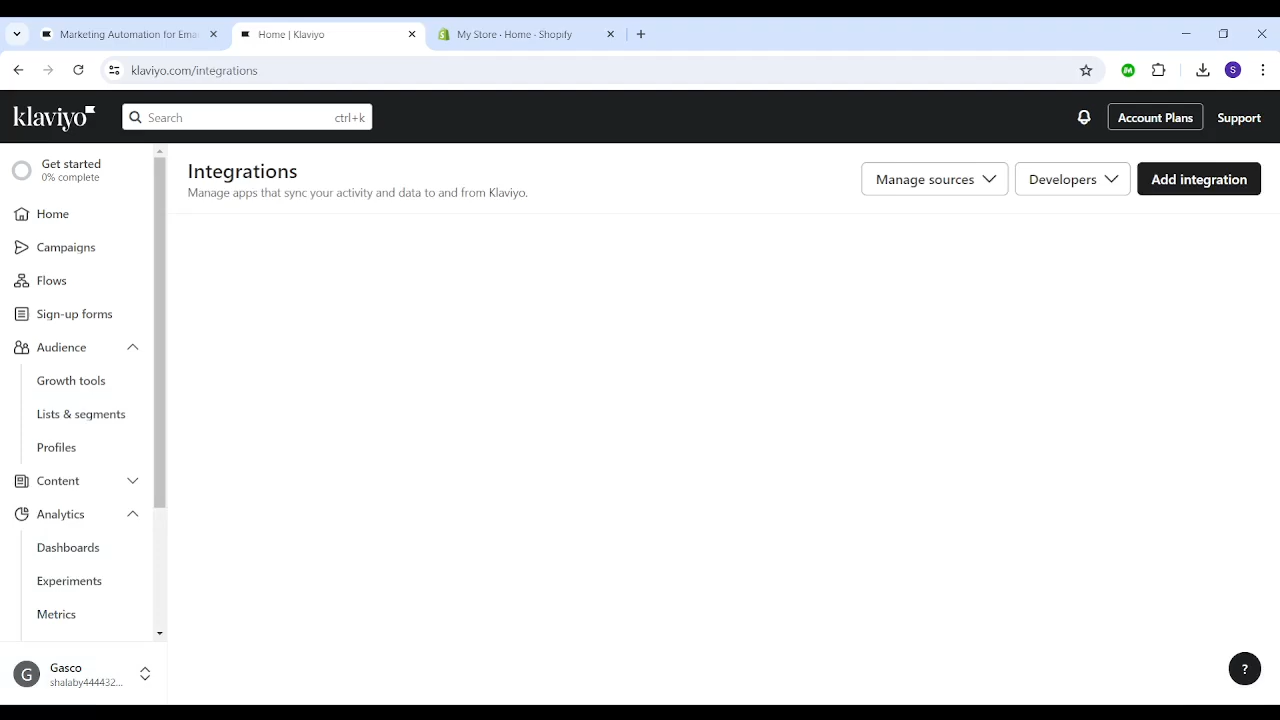 Marketing Automation for Ema
Home | Klaviyo
My Store · Home · Shopify
klaviyo.com/integrations
S
klaviyo
Search
ctrl+k
Account Plans
Support
Get started
0% complete
Integrations
Manage apps that sync your activity and data to and from Klaviyo.
Manage sources
Developers
Add integration
Home
Campaigns
Flows
Sign-up forms
Audience
Growth tools
Lists & segments
Profiles
Content
Analytics
Dashboards
Experiments
Metrics
G
Gasco
shalaby444432...
?